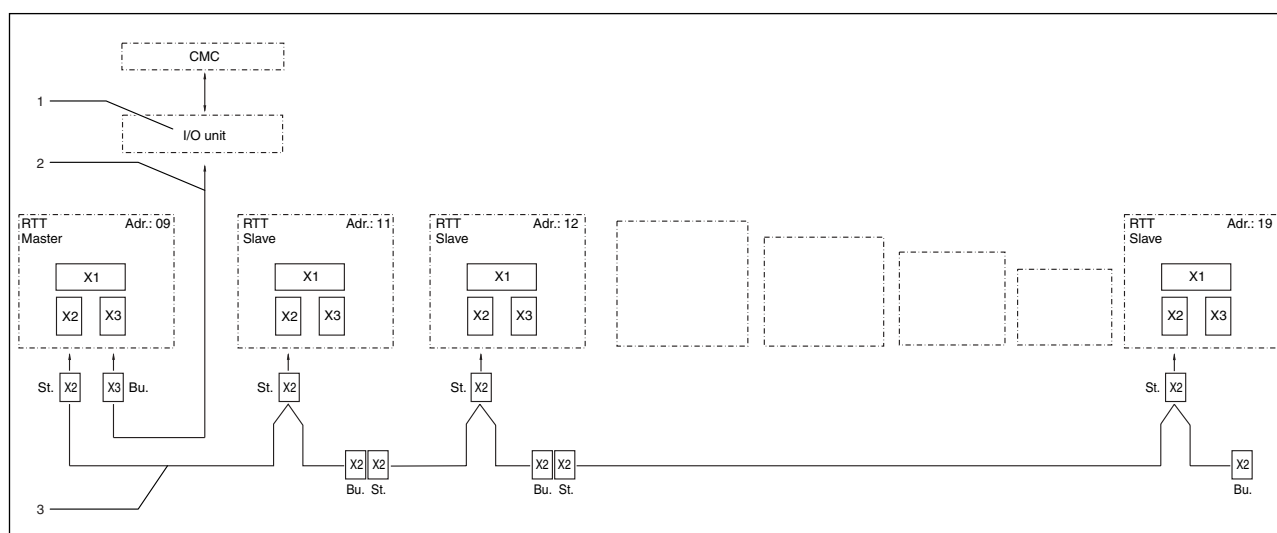 CMC
1
I/O unit
2
RTT Adr.: 09
Master
X1
X2 X3
RTT Adr.: 11
Slave
X1
X2 X3
RTT Adr.: 12
Slave
X1
X2 X3
RTT Adr.: 19
Slave
X1
X2 X3
St. X2 X3 Bu.
St. X2
St. X2
St. X2
X2 X2
Bu. St.
X2 X2
Bu. St.
X2
Bu.
3